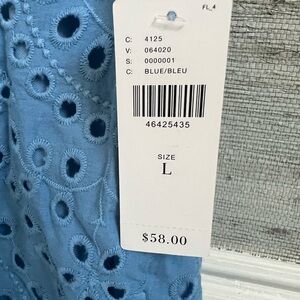 FL_4
C: 4125
V: 064020
S: 0000001
C: BLUE/BLEU
46425435
SIZE
L
$58.00